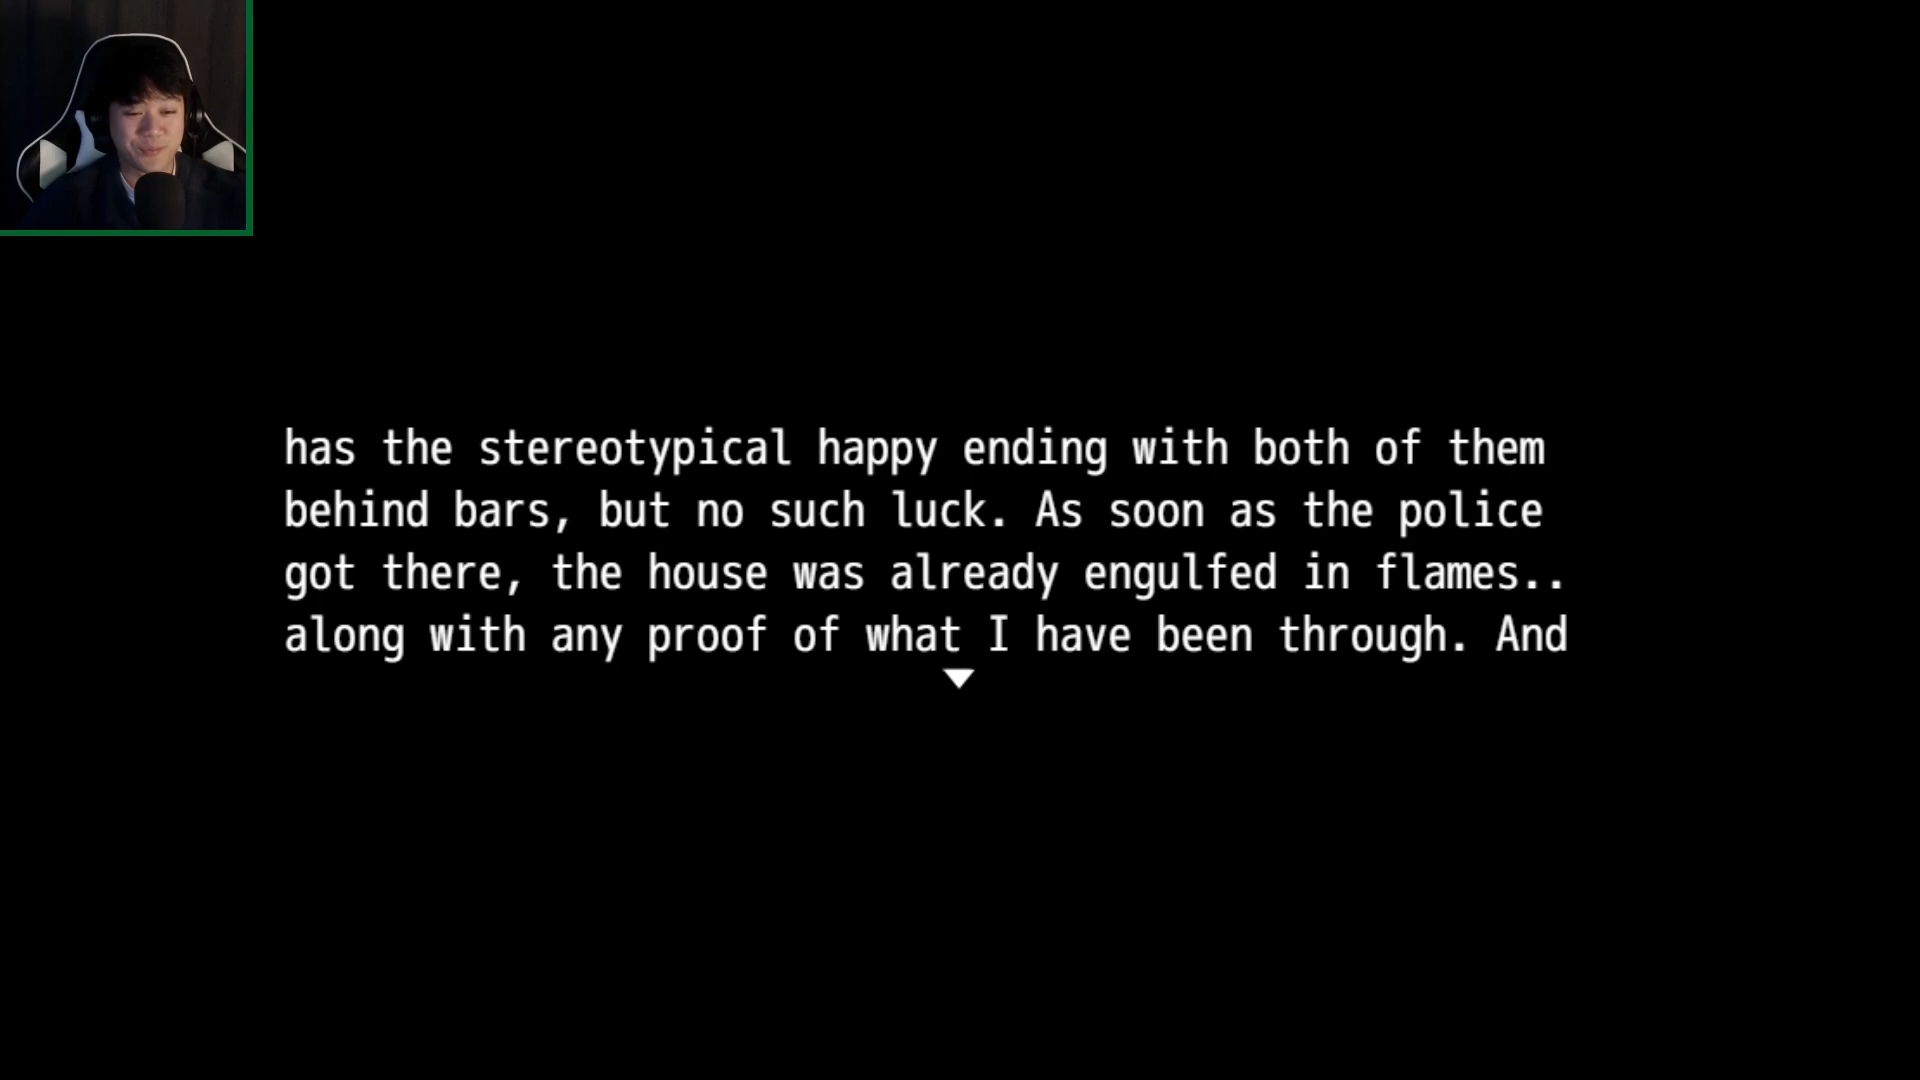 has the stereotypical happy ending with both of them
behind bars, but no such luck. As soon as the police
got there, the house was already engulfed in flames..
along with any proof of what I have been through. And